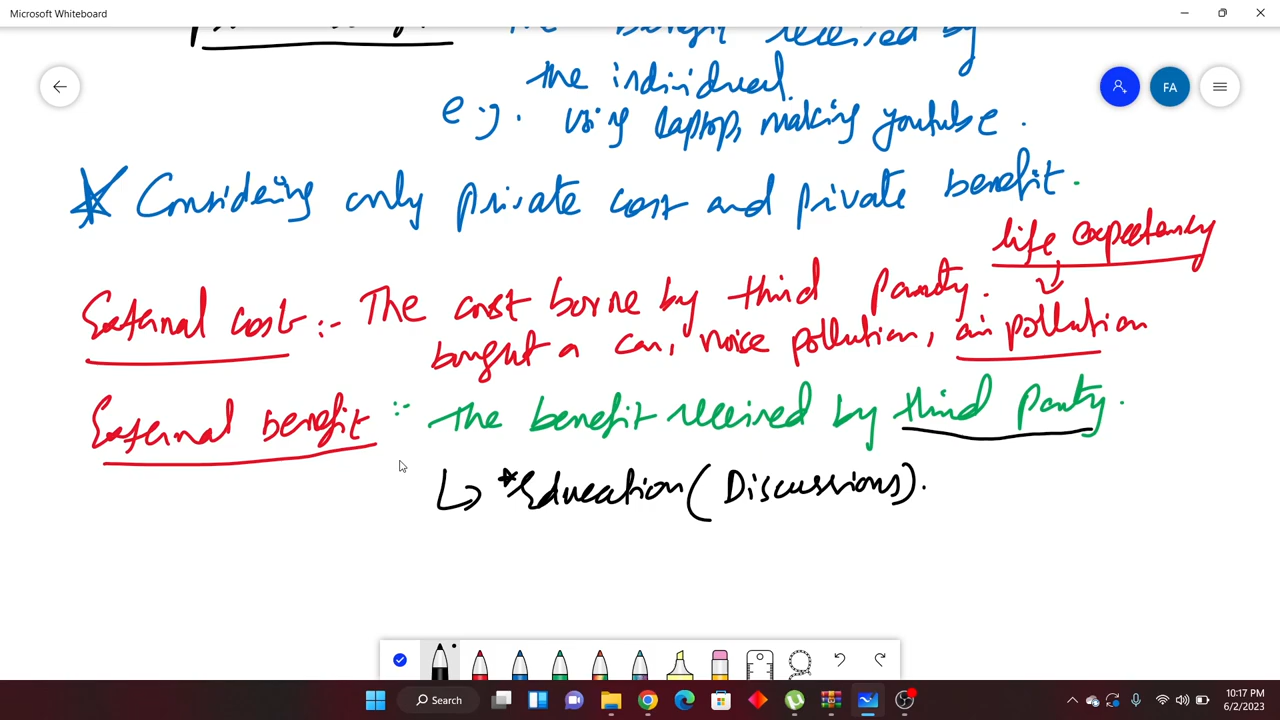 Microsoft Whiteboard
The benefit received by
the individual.
e.g. using laptop, making youtube.
FA
Considering only private cost and private benefit.
life expectancy
External cost :- The cost borne by third party.
bought a car, noice pollution, air pollution
External benefit :- the benefit received by third party.
*Education (Discussions).
Search
10:17 PM
6/2/2023